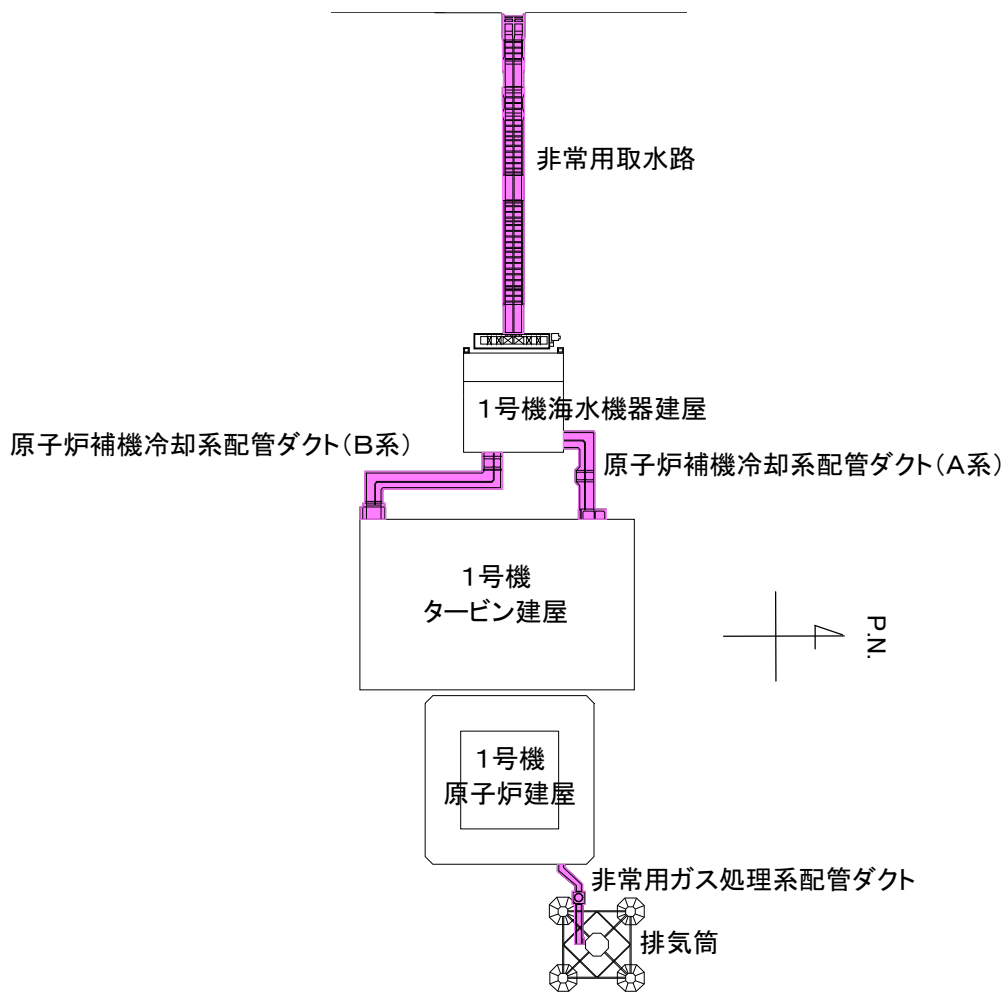 非常用取水路
1号機海水機器建屋
原子炉補機冷却系配管ダクト(B系)
原子炉補機冷却系配管ダクト(A系)
1号機
タービン建屋
P.N.
1号機
原子炉建屋
非常用ガス処理系配管ダクト
排気筒